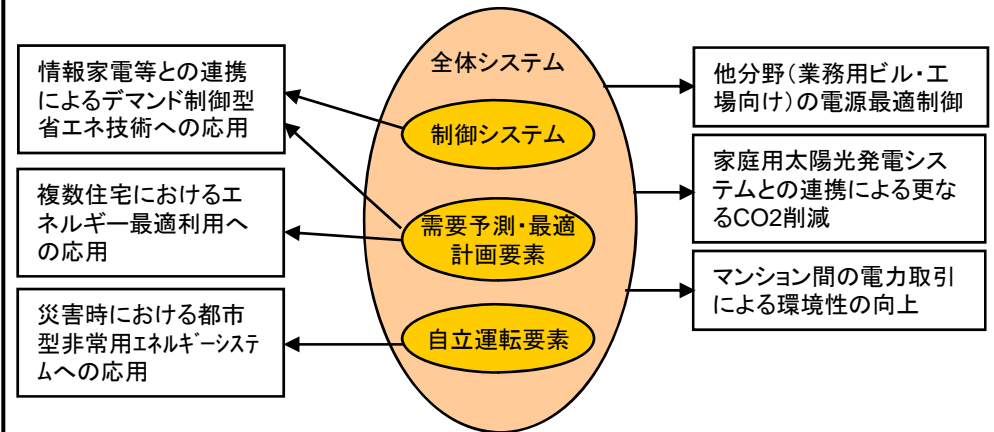 情報家電等との連携
によるデマンド制御型
省エネ技術への応用
複数住宅におけるエ
ネルギー最適利用へ
の応用
災害時における都市
型非常用ｴﾈﾙｷﾞｰｼｽﾃ
ﾑへの応用
全体システム
制御システム
需要予測・最適
計画要素
自立運転要素
他分野（業務用ビル・工
場向け）の電源最適制御
家庭用太陽光発電シス
テムとの連携による更な
るCO2削減
マンション間の電力取引
による環境性の向上